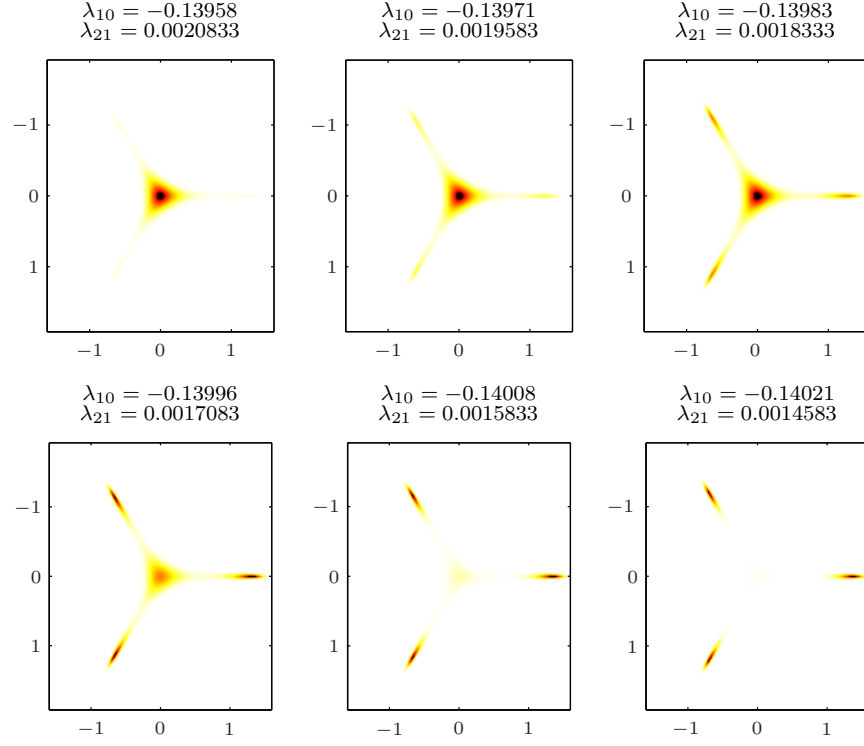 λ10 = −0.13958
λ21 = 0.0020833
λ10 = −0.13971
λ21 = 0.0019583
λ10 = −0.13983
λ21 = 0.0018333
−1
0
1
−1 0 1
−1
0
1
−1 0 1
−1
0
1
−1 0 1
λ10 = −0.13996
λ21 = 0.0017083
λ10 = −0.14008
λ21 = 0.0015833
λ10 = −0.14021
λ21 = 0.0014583
−1
0
1
−1 0 1
−1
0
1
−1 0 1
−1
0
1
−1 0 1